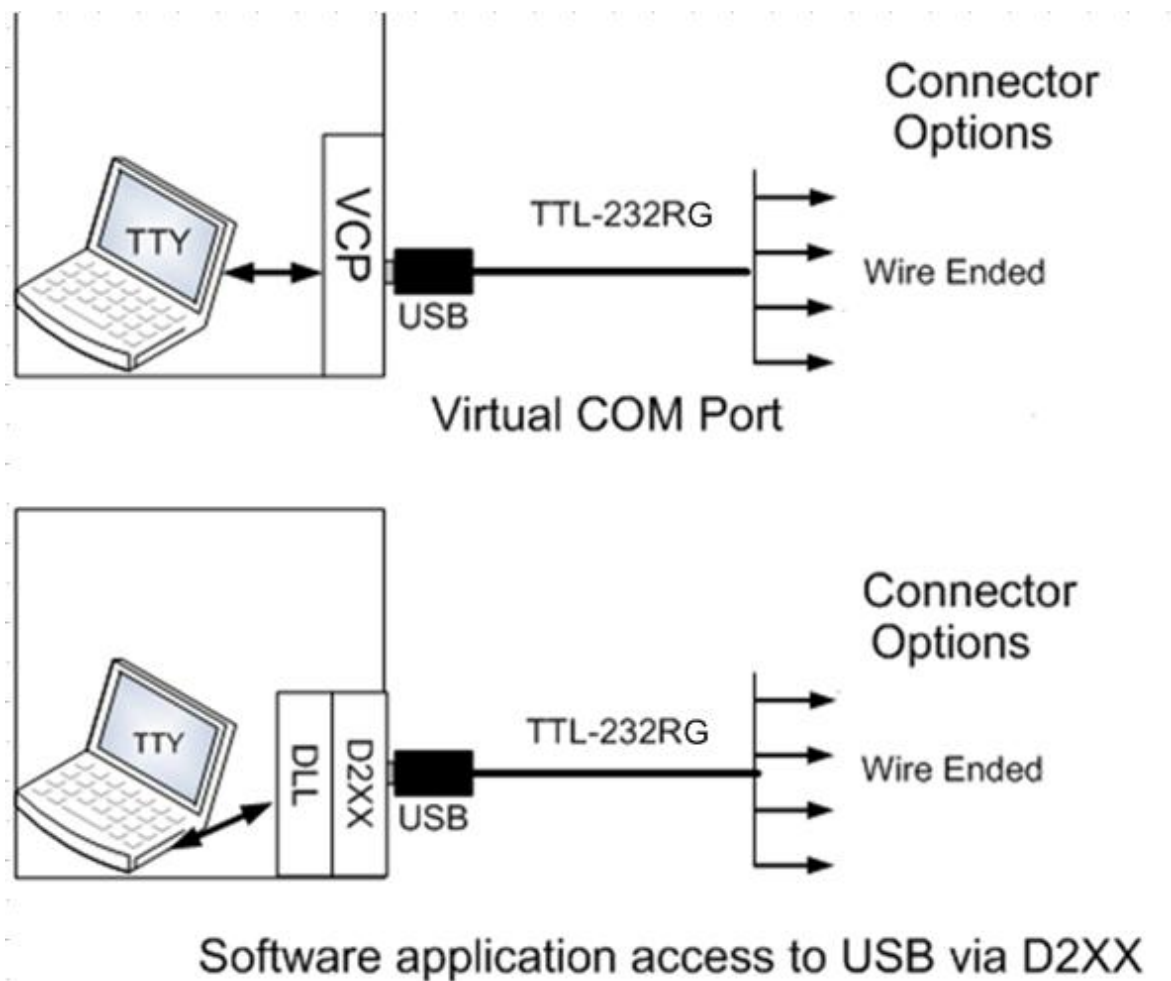 Connector
Options
TTY
VCP
TTL-232RG
USB
Wire Ended
Virtual COM Port
Connector
Options
TTY
DLL
D2XX
TTL-232RG
USB
Wire Ended
Software application access to USB via D2XX